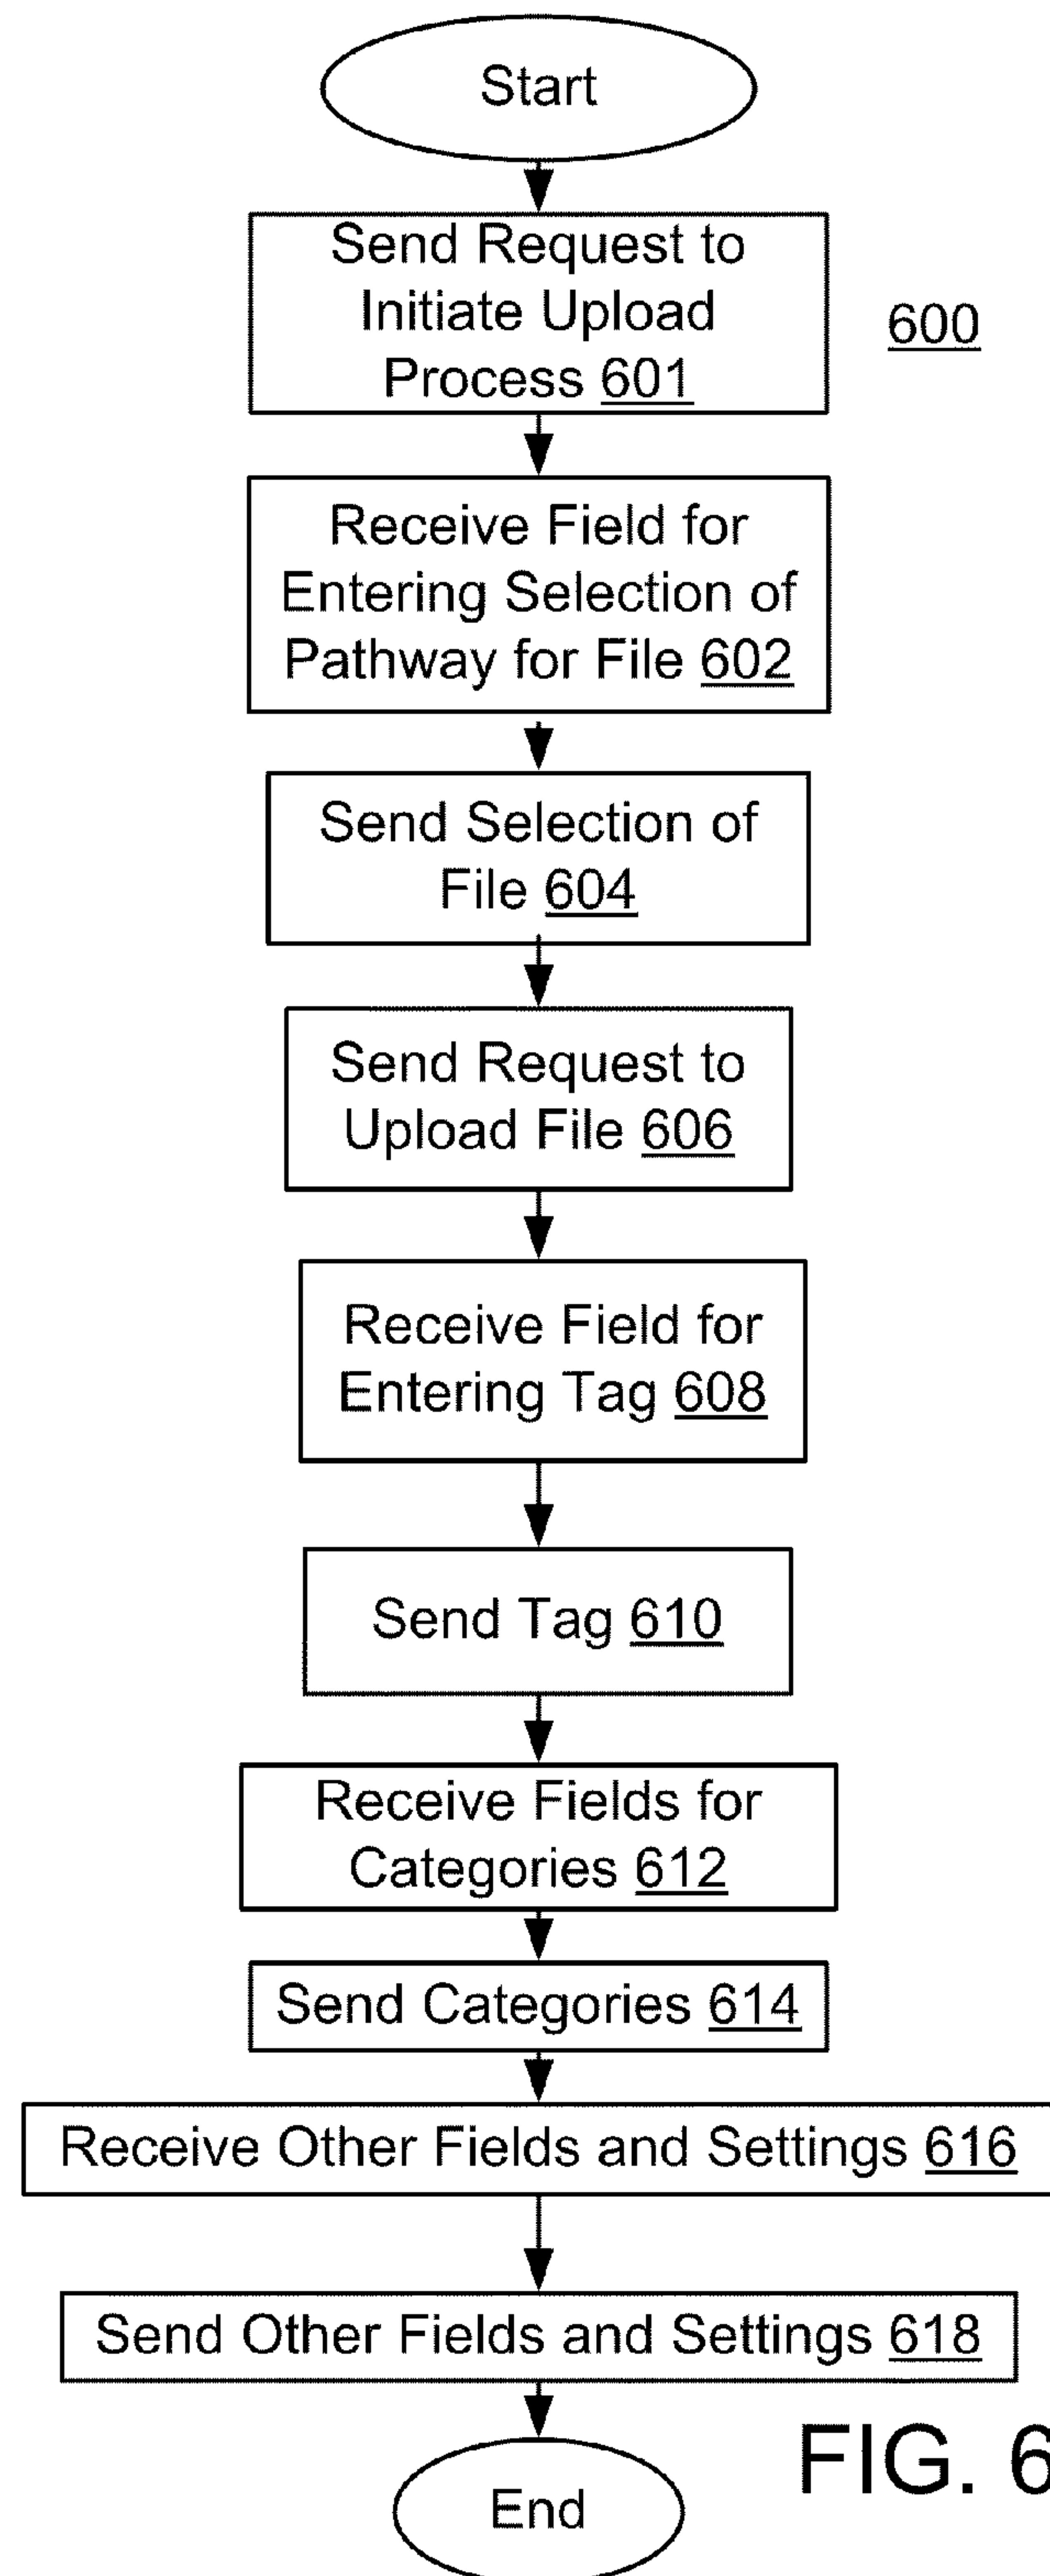 Start
Send Request to
Initiate Upload
Process 601
600
Receive Field for
Entering Selection of
Pathway for File 602
Send Selection of
File 604
Send Request to
Upload File 606
Receive Field for
Entering Tag 608
Send Tag 610
Receive Fields for
Categories 612
Send Categories 614
Receive Other Fields and Settings 616
Send Other Fields and Settings 618
End
FIG. 6